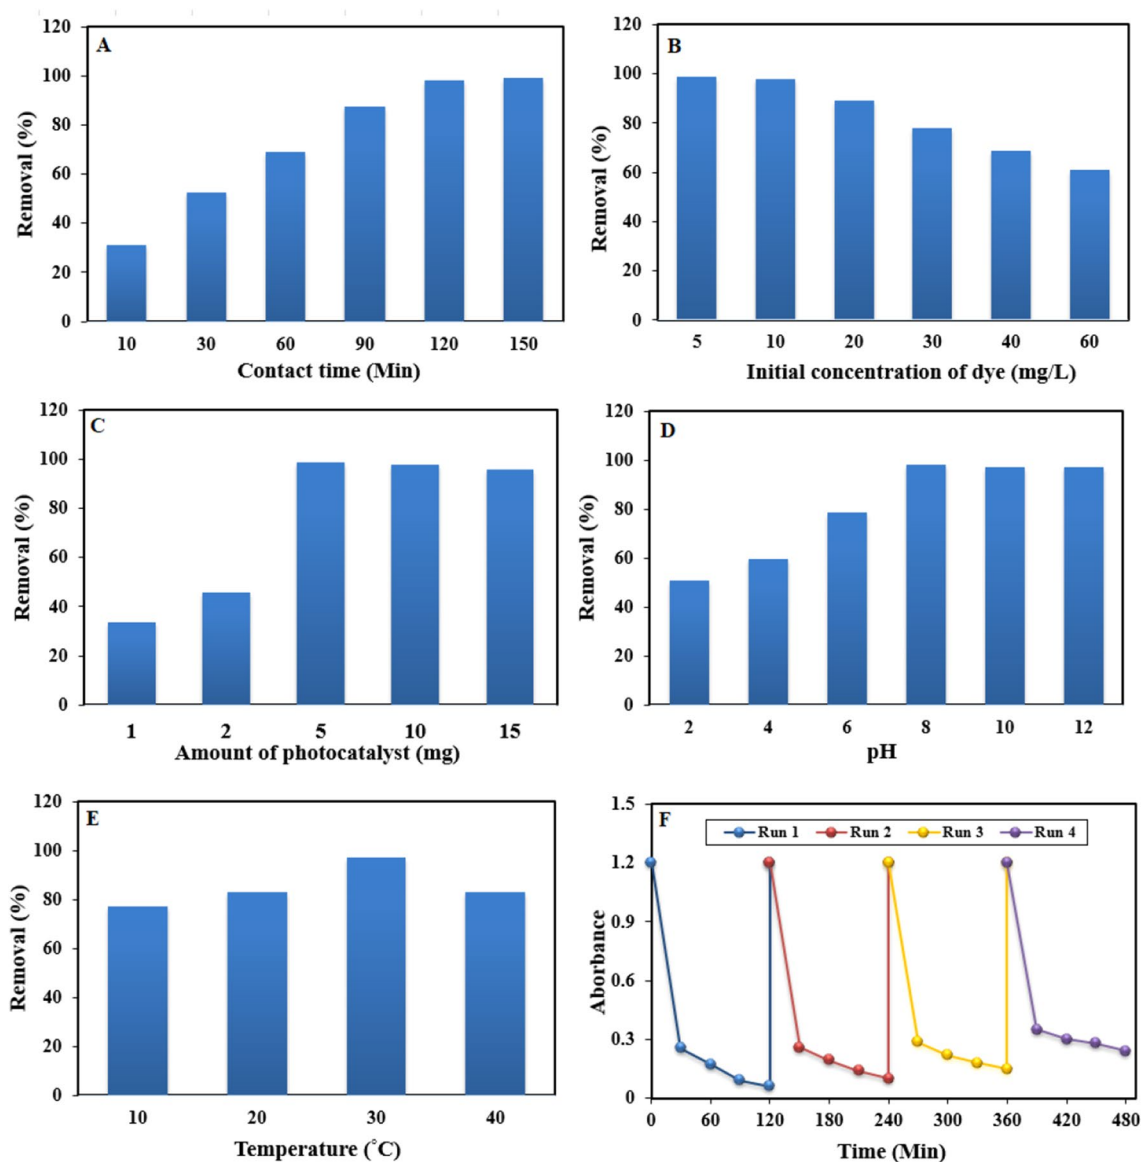 A
120
100
80
60
40
20
0
Removal (%)
10 30 60 90 120 150
Contact time (Min)
B
120
100
80
60
40
20
0
Removal (%)
5 10 20 30 40 60
Initial concentration of dye (mg/L)
C
120
100
80
60
40
20
0
Removal (%)
1 2 5 10 15
Amount of photocatalyst (mg)
D
120
100
80
60
40
20
0
Removal (%)
2 4 6 8 10 12
pH
E
120
100
80
60
40
20
0
Removal (%)
10 20 30 40
Temperature (˚C)
F
Run 1 Run 2 Run 3 Run 4
1.5
1.2
0.9
0.6
0.3
0
Aborbance
0 60 120 180 240 300 360 420 480
Time (Min)